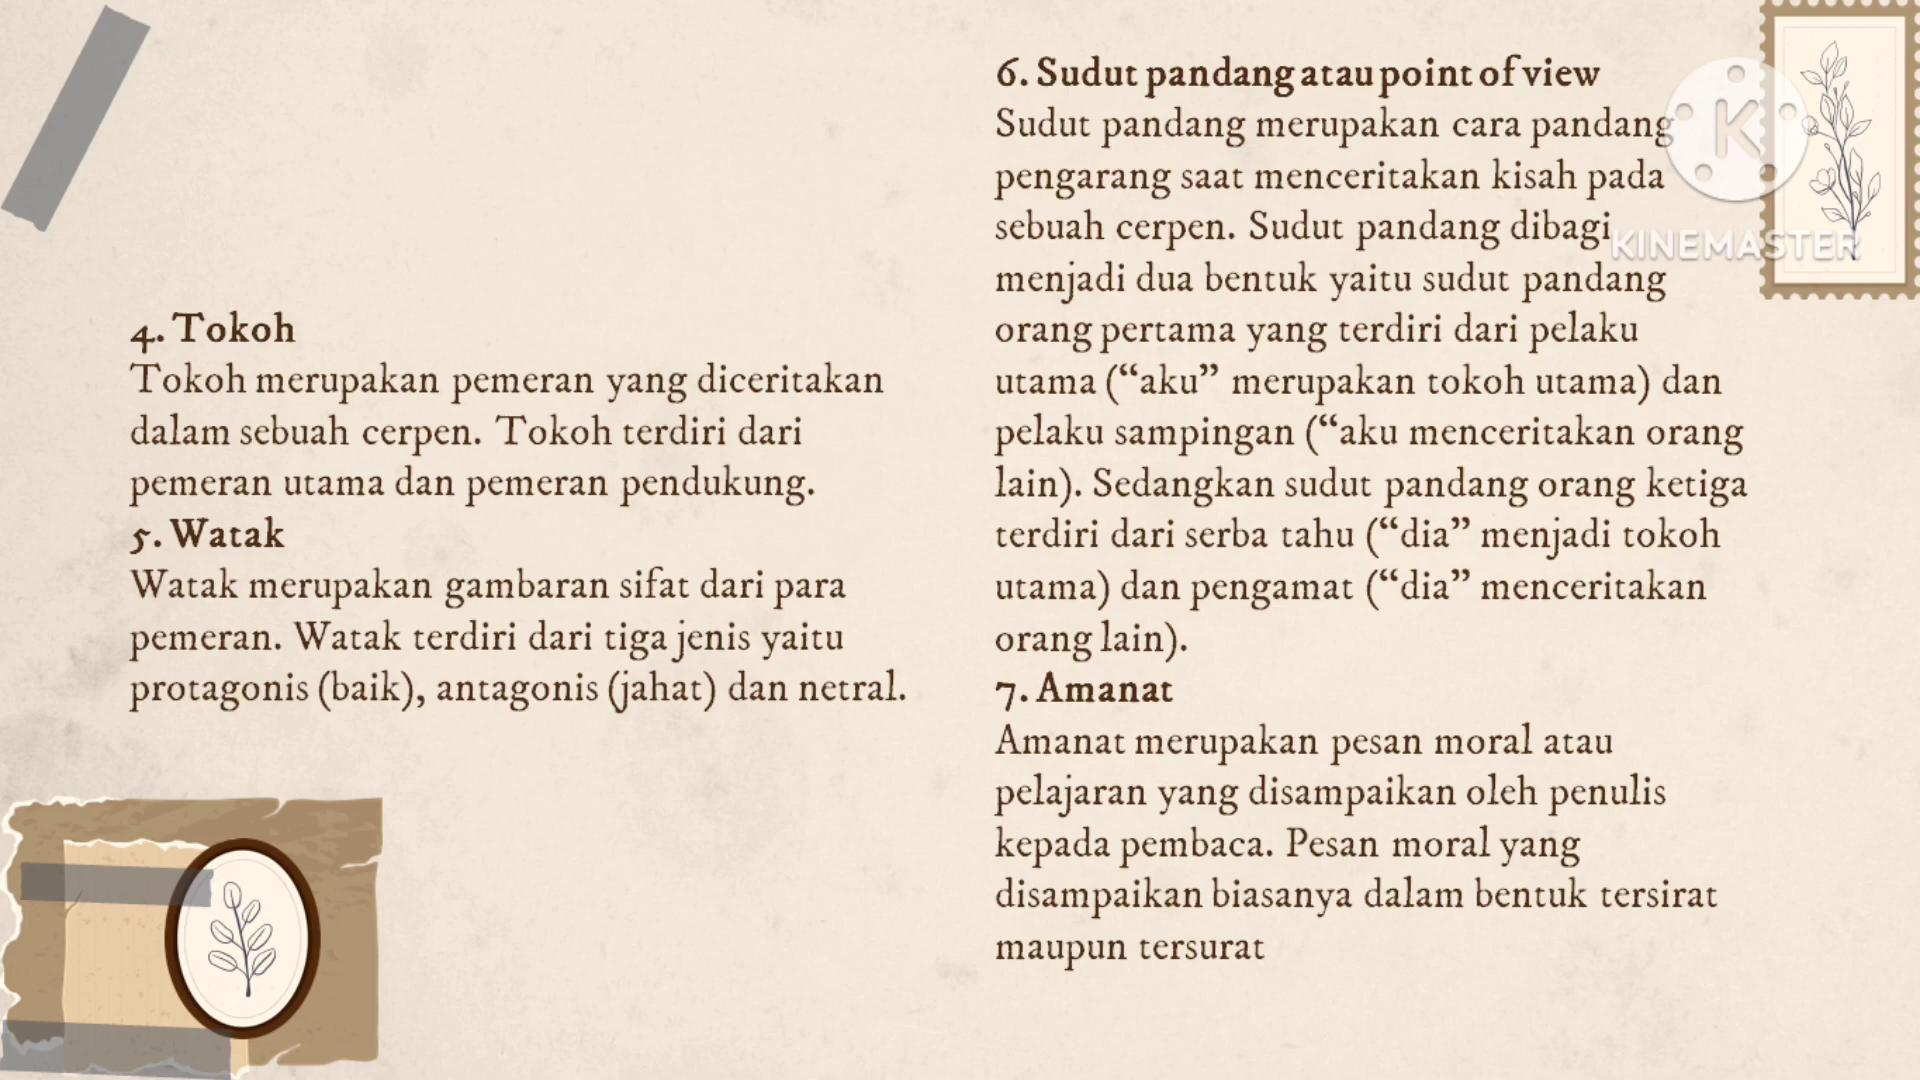 4. Tokoh
Tokoh merupakan pemeran yang diceritakan
dalam sebuah cerpen. Tokoh terdiri dari
pemeran utama dan pemeran pendukung.
5. Watak
Watak merupakan gambaran sifat dari para
pemeran. Watak terdiri dari tiga jenis yaitu
protagonis (baik), antagonis (jahat) dan netral.
6. Sudut pandang atau point of view
Sudut pandang merupakan cara pandang
pengarang saat menceritakan kisah pada
sebuah cerpen. Sudut pandang dibagi
menjadi dua bentuk yaitu sudut pandang
orang pertama yang terdiri dari pelaku
utama (“aku” merupakan tokoh utama) dan
pelaku sampingan (“aku menceritakan orang
lain). Sedangkan sudut pandang orang ketiga
terdiri dari serba tahu (“dia” menjadi tokoh
utama) dan pengamat (“dia” menceritakan
orang lain).
7. Amanat
Amanat merupakan pesan moral atau
pelajaran yang disampaikan oleh penulis
kepada pembaca. Pesan moral yang
disampaikan biasanya dalam bentuk tersirat
maupun tersurat
K
KINEMASTER